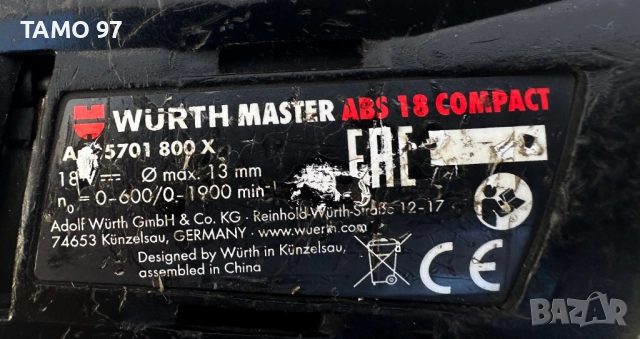 TAMO 97
WÜRTH MASTER ABS 18 COMPACT
5701 800 X
18 V ⎓ Ø max. 13 mm
n₀ = 0-600/0-1900 min⁻¹
EAC
Adolf Würth GmbH & Co. KG · Reinhold-Würth-Straße 12-17
74653 Künzelsau, GERMANY · www.wuerth.com
Designed by Würth in Künzelsau,
assembled in China
CE
BAZAR